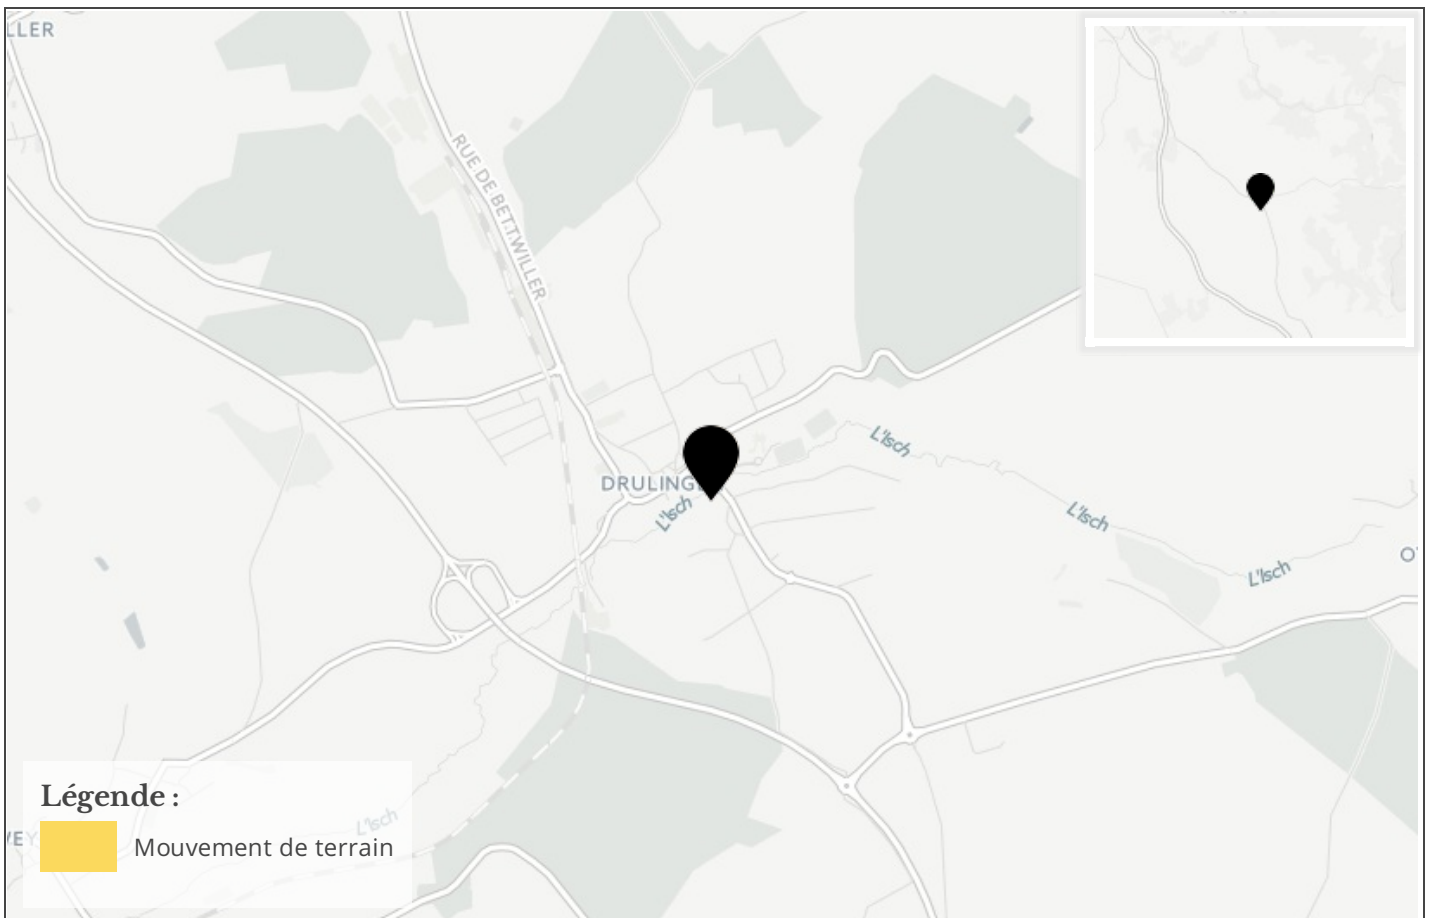 LLER
RUE DE BETTWILLER
L'Isch
DRULING
L'Isch
L'Isch
L'Isch
Légende :
L'Isch
Mouvement de terrain